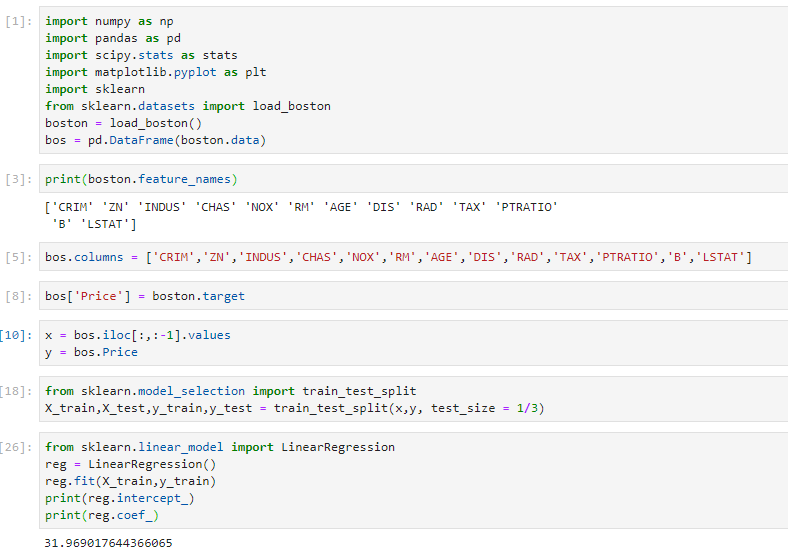 [1]: import numpy as np
import pandas as pd
import scipy.stats as stats
import matplotlib.pyplot as plt
import sklearn
from sklearn.datasets import load_boston
boston = load_boston()
bos = pd.DataFrame(boston.data)
[3]: print(boston.feature_names)
['CRIM' 'ZN' 'INDUS' 'CHAS' 'NOX' 'RM' 'AGE' 'DIS' 'RAD' 'TAX' 'PTRATIO'
'B' 'LSTAT']
[5]: bos.columns = ['CRIM','ZN','INDUS','CHAS','NOX','RM','AGE','DIS','RAD','TAX','PTRATIO','B','LSTAT']
[8]: bos['Price'] = boston.target
[10]: x = bos.iloc[:,:-1].values
y = bos.Price
[18]: from sklearn.model_selection import train_test_split
X_train,X_test,y_train,y_test = train_test_split(x,y, test_size = 1/3)
[26]: from sklearn.linear_model import LinearRegression
reg = LinearRegression()
reg.fit(X_train,y_train)
print(reg.intercept_)
print(reg.coef_)
31.969017644366065